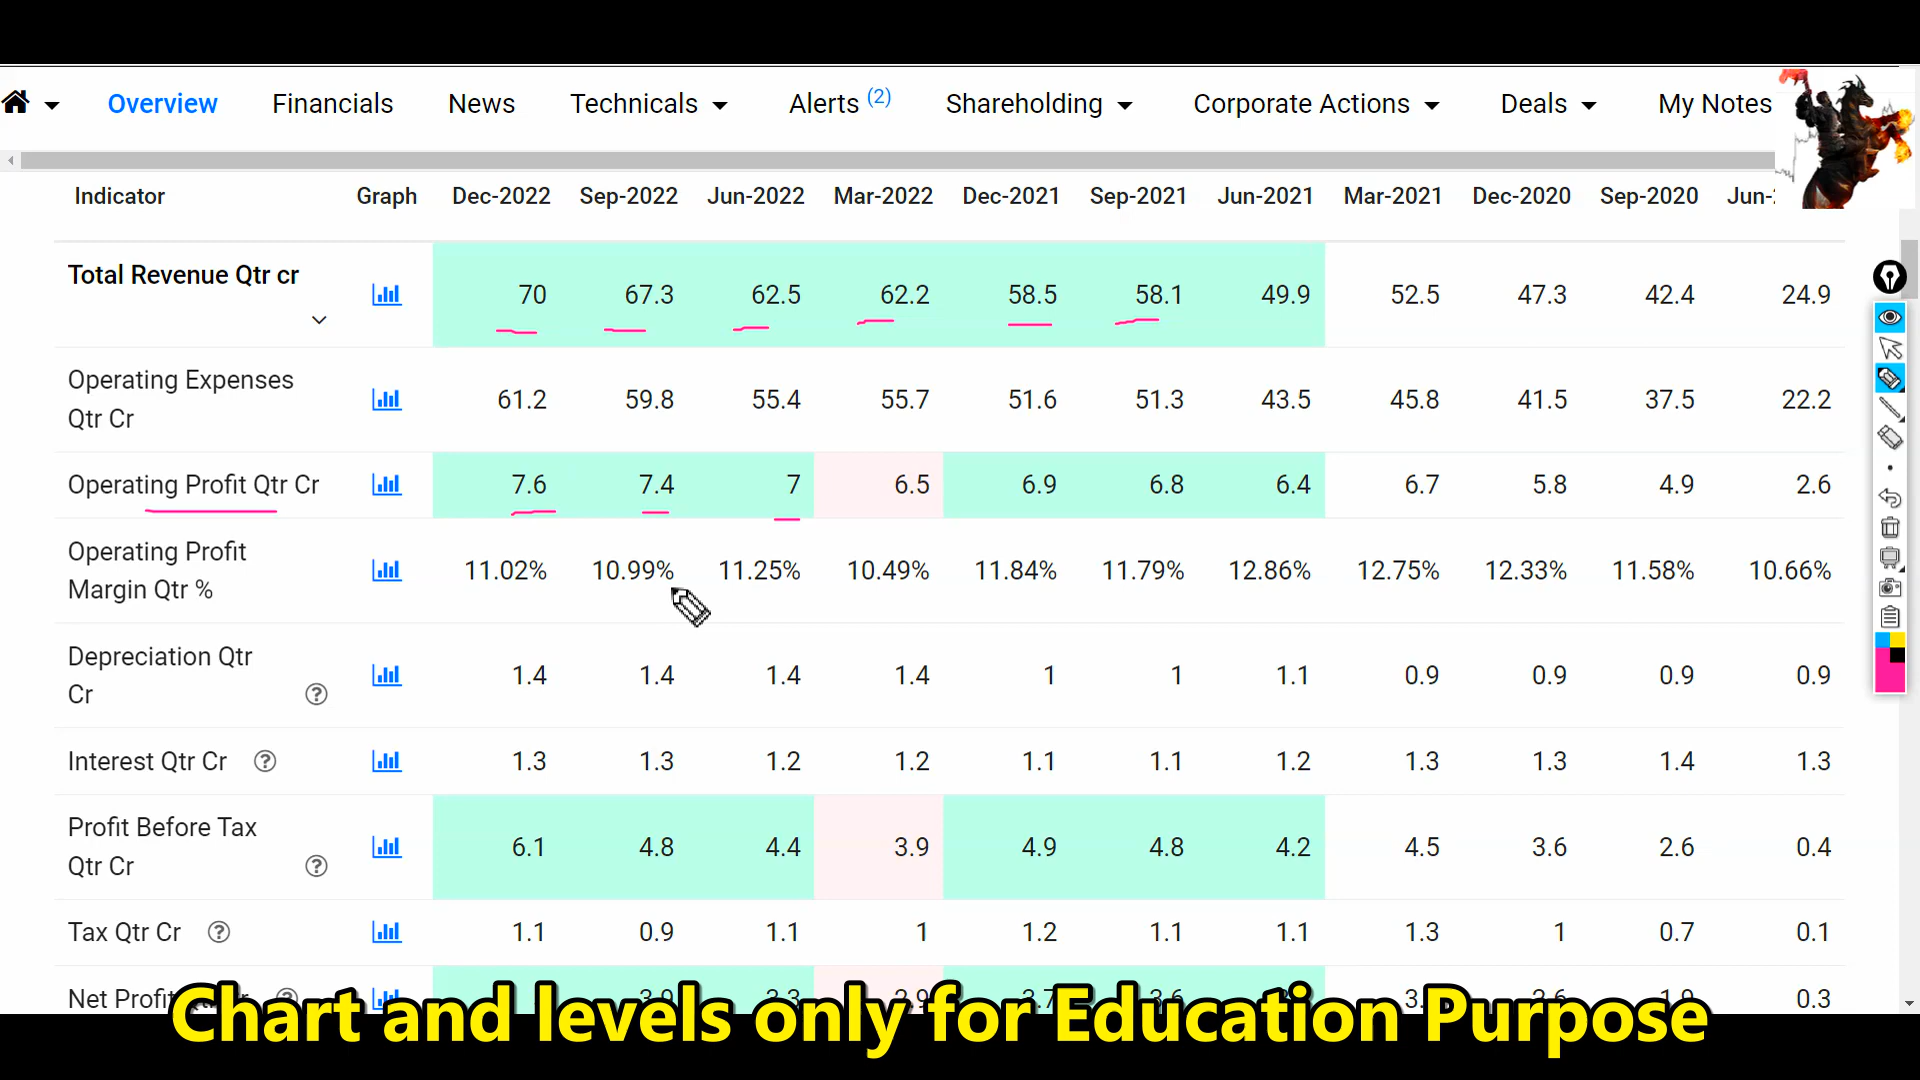 Overview Financials News Technicals Alerts (2) Shareholding Corporate Actions Deals My Notes
Indicator Graph Dec-2022 Sep-2022 Jun-2022 Mar-2022 Dec-2021 Sep-2021 Jun-2021 Mar-2021 Dec-2020 Sep-2020 Jun-
Total Revenue Qtr cr 70 67.3 62.5 62.2 58.5 58.1 49.9 52.5 47.3 42.4 24.9
Operating Expenses
Qtr Cr 61.2 59.8 55.4 55.7 51.6 51.3 43.5 45.8 41.5 37.5 22.2
Operating Profit Qtr Cr 7.6 7.4 7 6.5 6.9 6.8 6.4 6.7 5.8 4.9 2.6
Operating Profit
Margin Qtr % 11.02% 10.99% 11.25% 10.49% 11.84% 11.79% 12.86% 12.75% 12.33% 11.58% 10.66%
Depreciation Qtr
Cr 1.4 1.4 1.4 1.4 1 1 1.1 0.9 0.9 0.9 0.9
Interest Qtr Cr 1.3 1.3 1.2 1.2 1.1 1.1 1.2 1.3 1.3 1.4 1.3
Profit Before Tax
Qtr Cr 6.1 4.8 4.4 3.9 4.9 4.8 4.2 4.5 3.6 2.6 0.4
Tax Qtr Cr 1.1 0.9 1.1 1 1.2 1.1 1.1 1.3 1 0.7 0.1
Net Profit 0.3
Chart and levels only for Education Purpose